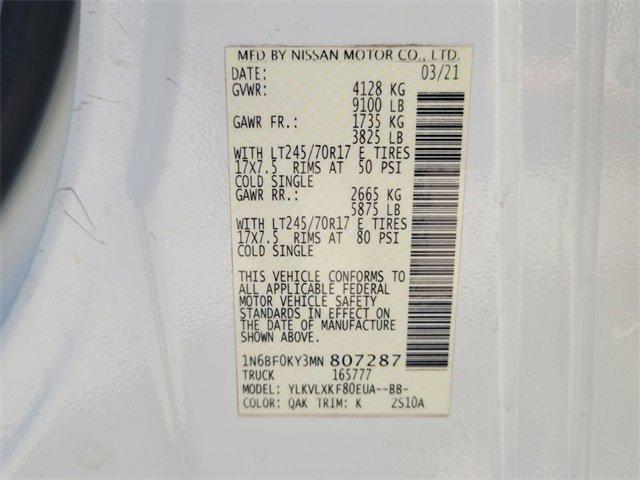 MFD BY NISSAN MOTOR CO., LTD.
DATE: 03/21
GVWR: 4128 KG
9100 LB
GAWR FR.: 1735 KG
3825 LB
WITH LT245/70R17 E TIRES
17X7.5 RIMS AT 50 PSI
COLD SINGLE
GAWR RR.: 2665 KG
5875 LB
WITH LT245/70R17 E TIRES
17X7.5 RIMS AT 80 PSI
COLD SINGLE
THIS VEHICLE CONFORMS TO
ALL APPLICABLE FEDERAL
MOTOR VEHICLE SAFETY
STANDARDS IN EFFECT ON
THE DATE OF MANUFACTURE
SHOWN ABOVE.
1N6BF0KY3MN 807287
TRUCK 165777
MODEL: YLKVLXKF80EUA--BB-
COLOR: QAK TRIM: K ZS10A